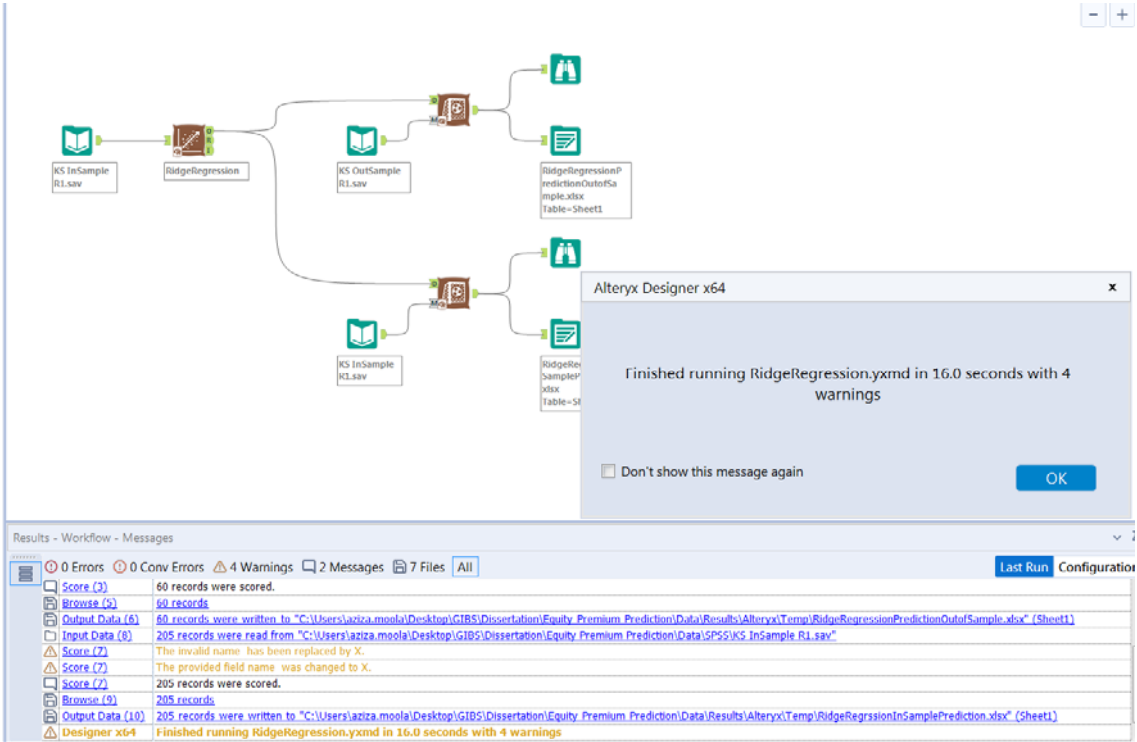 KS InSample
R1.sav
RidgeRegression
KS OutSample
R1.sav
RidgeRegressionP
redictionOutofSa
mple.xlsx
Table=Sheet1
KS InSample
R1.sav
RidgeRe
SampleP
xlsx
Table=S
Alteryx Designer x64 x
Finished running RidgeRegression.yxmd in 16.0 seconds with 4
warnings
Don't show this message again
OK
Results - Workflow - Messages
0 Errors 0 Conv Errors 4 Warnings 2 Messages 7 Files All Last Run Configuration
Score (3) 60 records were scored.
Browse (5) 60 records
Output Data (6) 60 records were written to "C:\Users\aziza.moola\Desktop\GIBS\Dissertation\Equity Premium Prediction\Data\Results\Alteryx\Temp\RidgeRegressionPredictionOutofSample.xlsx" (Sheet1)
Input Data (8) 205 records were read from "C:\Users\aziza.moola\Desktop\GIBS\Dissertation\Equity Premium Prediction\Data\SPSS\KS InSample R1.sav"
Score (7) The invalid name has been replaced by X.
Score (7) The provided field name was changed to X.
Score (7) 205 records were scored.
Browse (9) 205 records
Output Data (10) 205 records were written to "C:\Users\aziza.moola\Desktop\GIBS\Dissertation\Equity Premium Prediction\Data\Results\Alteryx\Temp\RidgeRegrssionInSamplePrediction.xlsx" (Sheet1)
Designer x64 Finished running RidgeRegression.yxmd in 16.0 seconds with 4 warnings